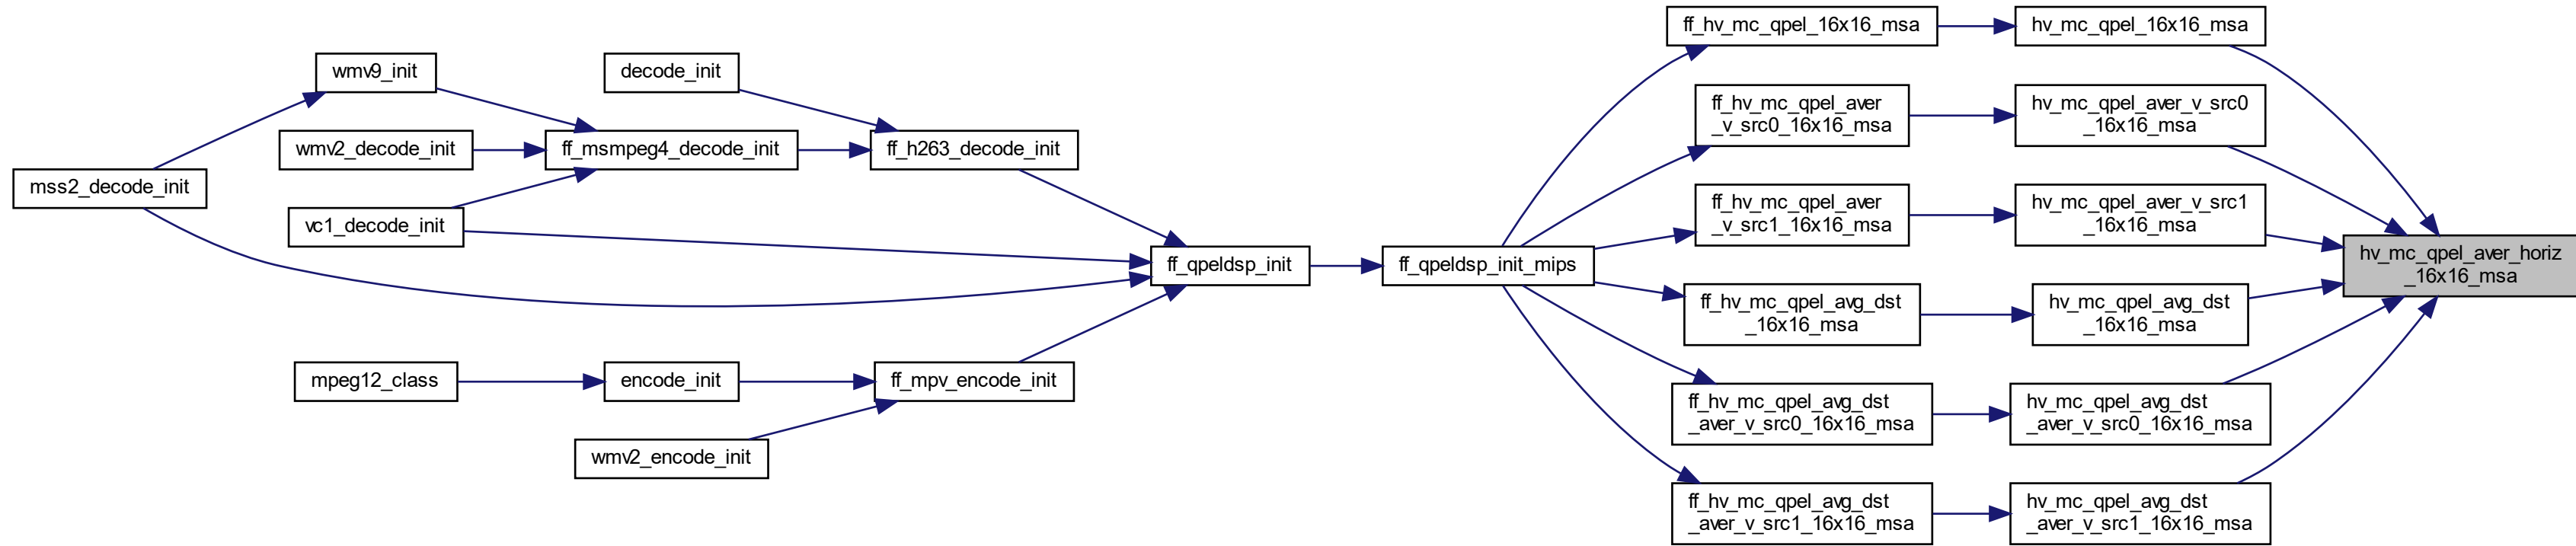 ff_hv_mc_qpel_16x16_msa
hv_mc_qpel_16x16_msa
wmv9_init
decode_init
ff_hv_mc_qpel_aver
_v_src0_16x16_msa
hv_mc_qpel_aver_v_src0
_16x16_msa
wmv2_decode_init
ff_msmpeg4_decode_init
ff_h263_decode_init
mss2_decode_init
vc1_decode_init
ff_hv_mc_qpel_aver
_v_src1_16x16_msa
hv_mc_qpel_aver_v_src1
_16x16_msa
ff_qpeldsp_init
ff_qpeldsp_init_mips
hv_mc_qpel_aver_horiz
_16x16_msa
ff_hv_mc_qpel_avg_dst
_16x16_msa
hv_mc_qpel_avg_dst
_16x16_msa
mpeg12_class
encode_init
ff_mpv_encode_init
ff_hv_mc_qpel_avg_dst
_aver_v_src0_16x16_msa
hv_mc_qpel_avg_dst
_aver_v_src0_16x16_msa
wmv2_encode_init
ff_hv_mc_qpel_avg_dst
_aver_v_src1_16x16_msa
hv_mc_qpel_avg_dst
_aver_v_src1_16x16_msa